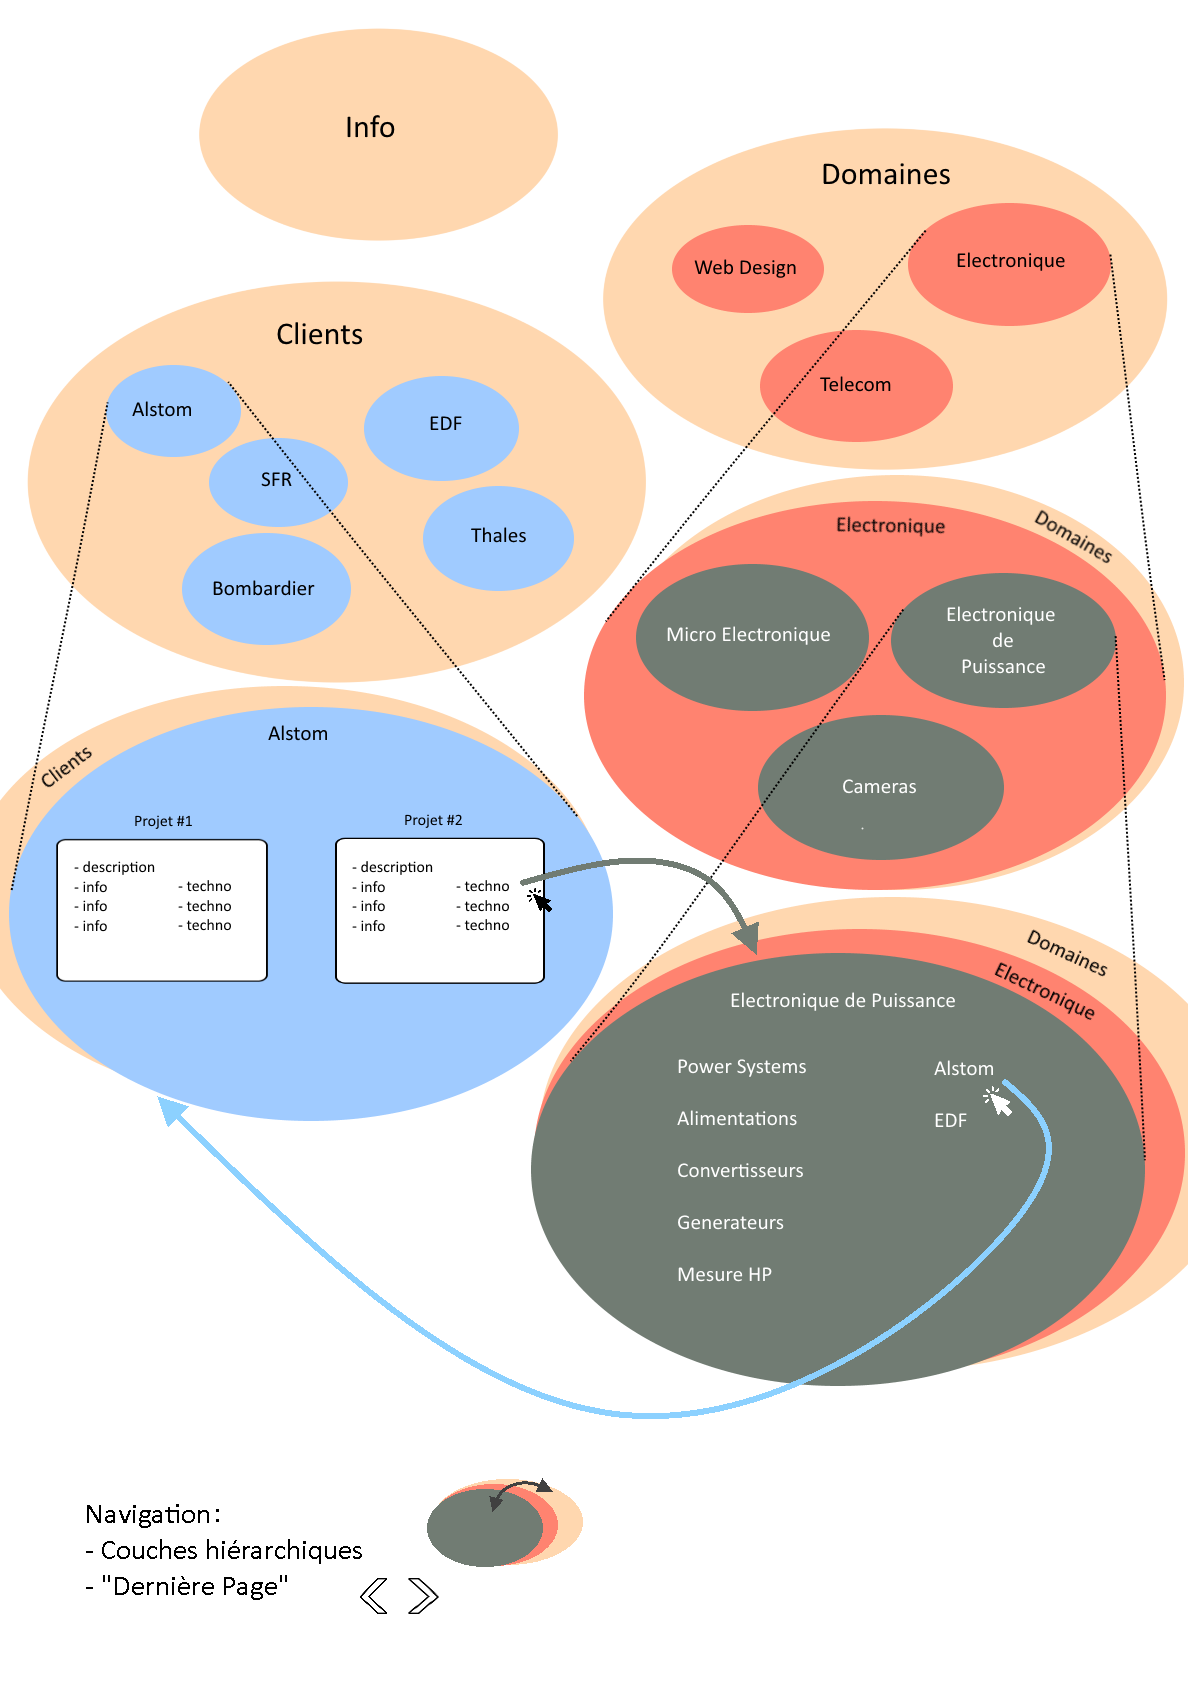 Info
Domaines
Web Design
Electronique
Telecom
Clients
Alstom
EDF
SFR
Thales
Bombardier
Electronique
Domaines
Micro Electronique
Electronique
de
Puissance
Cameras
Clients
Alstom
Projet #1
- description
- info - techno
- info - techno
- info - techno
Projet #2
- description
- info - techno
- info - techno
- info - techno
Domaines
Electronique
Electronique de Puissance
Power Systems
Alimentations
Convertisseurs
Generateurs
Mesure HP
Alstom
EDF
Navigation:
- Couches hiérarchiques
- "Dernière Page"